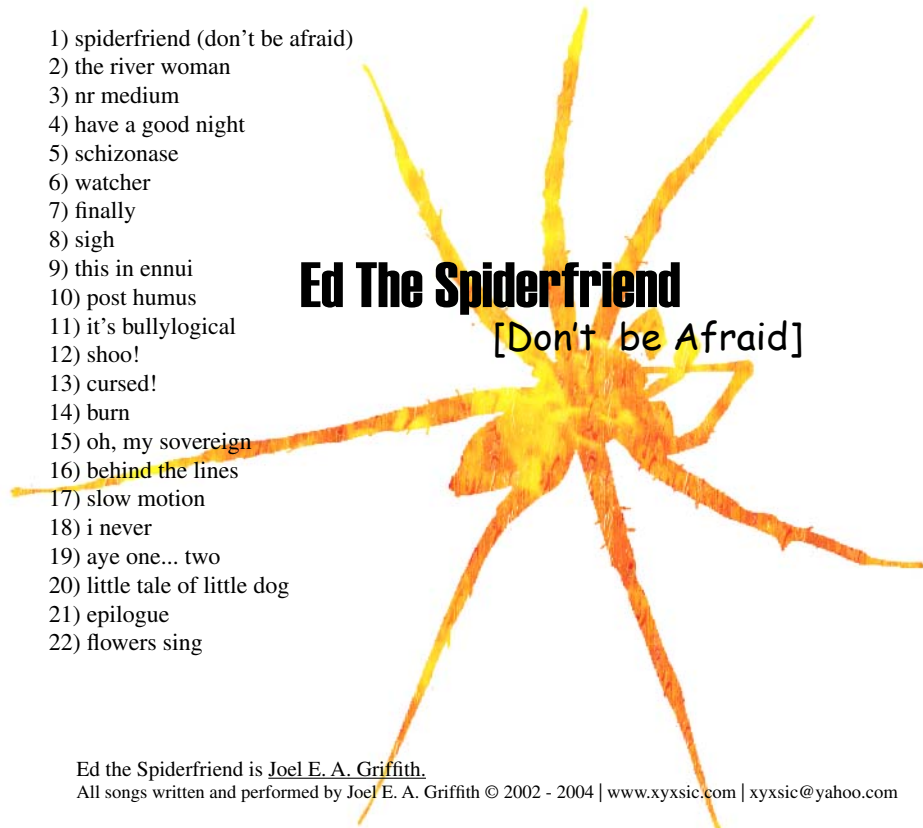 1) spiderfriend (don't be afraid)
2) the river woman
3) nr medium
4) have a good night
5) schizonase
6) watcher
7) finally
8) sigh
9) this in ennui
10) post humus
11) it's bullylogical
12) shoo!
13) cursed!
14) burn
15) oh, my sovereign
16) behind the lines
17) slow motion
18) i never
19) aye one... two
20) little tale of little dog
21) epilogue
22) flowers sing
Ed The Spiderfriend
[Don't be Afraid]
Ed the Spiderfriend is Joel E. A. Griffith.
All songs written and performed by Joel E. A. Griffith © 2002 - 2004 | www.xyxsic.com | xyxsic@yahoo.com